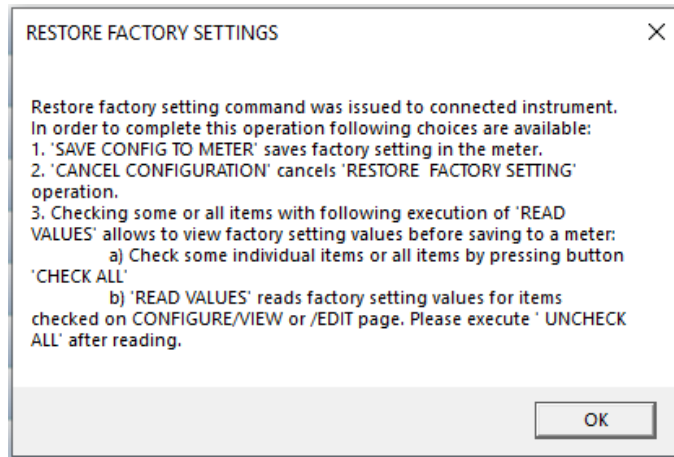 RESTORE FACTORY SETTINGS
Restore factory setting command was issued to connected instrument.
In order to complete this operation following choices are available:
1. 'SAVE CONFIG TO METER' saves factory setting in the meter.
2. 'CANCEL CONFIGURATION' cancels 'RESTORE  FACTORY SETTING'
operation.
3. Checking some or all items with following execution of 'READ
VALUES' allows to view factory setting values before saving to a meter:
a) Check some individual items or all items by pressing button
'CHECK ALL'
b) 'READ VALUES' reads factory setting values for items
checked on CONFIGURE/VIEW or /EDIT page. Please execute ' UNCHECK
ALL' after reading.
OK